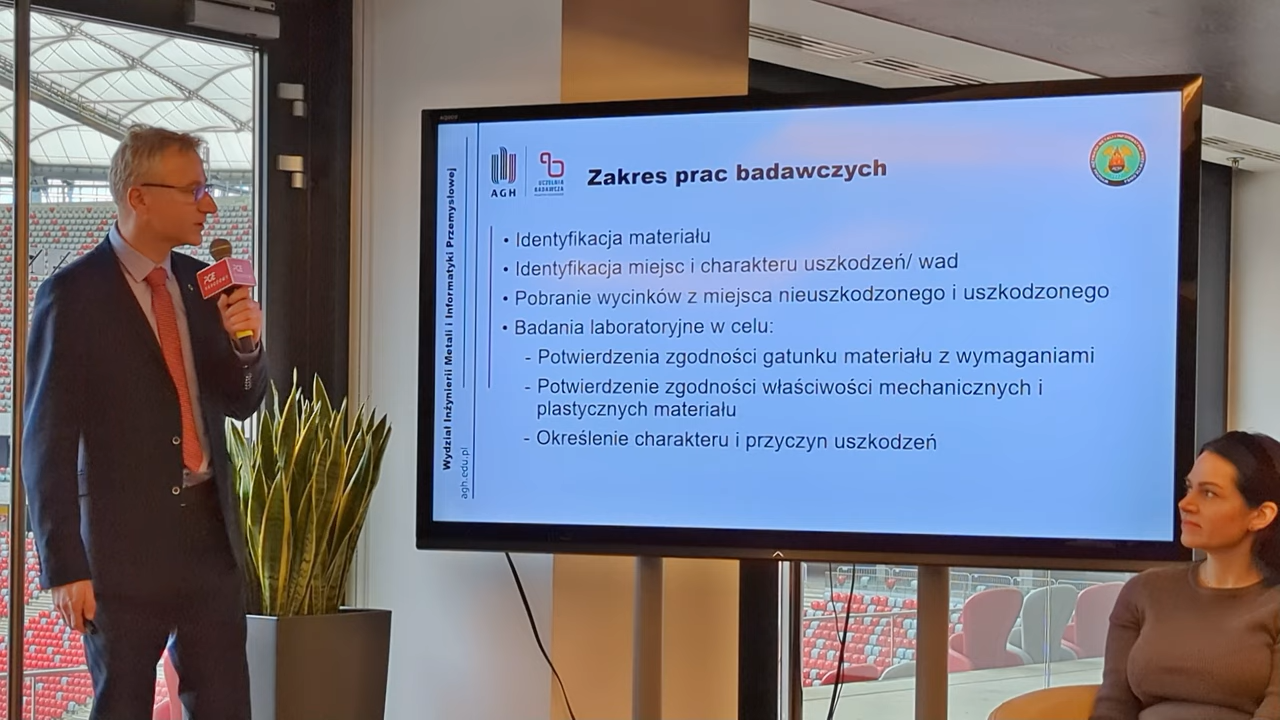 Zakres prac badawczych
AGH
UCZELNIA
BADAWCZA
Wydział Inżynierii Metali i Informatyki Przemysłowej
agh.edu.pl
• Identyfikacja materiału
• Identyfikacja miejsc i charakteru uszkodzeń/ wad
• Pobranie wycinków z miejsca nieuszkodzonego i uszkodzonego
• Badania laboratoryjne w celu:
- Potwierdzenia zgodności gatunku materiału z wymaganiami
- Potwierdzenie zgodności właściwości mechanicznych i
plastycznych materiału
- Określenie charakteru i przyczyn uszkodzeń
PGE
NARODOWY